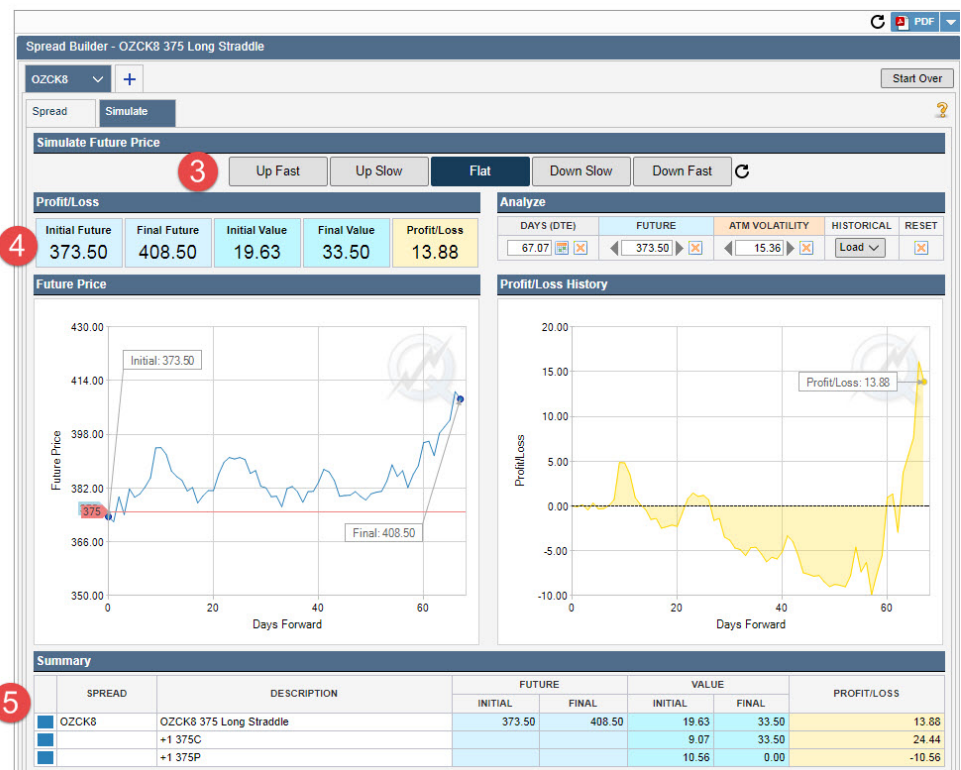 PDF
Spread Builder - OZCK8 375 Long Straddle
OZCK8 +
Start Over
Spread Simulate ?
Simulate Future Price
3 Up Fast Up Slow Flat Down Slow Down Fast
Profit/Loss
4
Initial Future Final Future Initial Value Final Value Profit/Loss
373.50 408.50 19.63 33.50 13.88
Analyze
DAYS (DTE) FUTURE ATM VOLATILITY HISTORICAL RESET
67.07 373.50 15.36 Load
Future Price
430.00
414.00
398.00
382.00
366.00
350.00
Future Price
Initial: 373.50
375
Final: 408.50
0 20 40 60
Days Forward
Profit/Loss History
20.00
15.00
10.00
5.00
0.00
-5.00
-10.00
Profit/Loss
Profit/Loss: 13.88
0 20 40 60
Days Forward
Summary
5
SPREAD DESCRIPTION FUTURE VALUE PROFIT/LOSS
INITIAL FINAL INITIAL FINAL
OZCK8 OZCK8 375 Long Straddle 373.50 408.50 19.63 33.50 13.88
+1 375C 9.07 33.50 24.44
+1 375P 10.56 0.00 -10.56